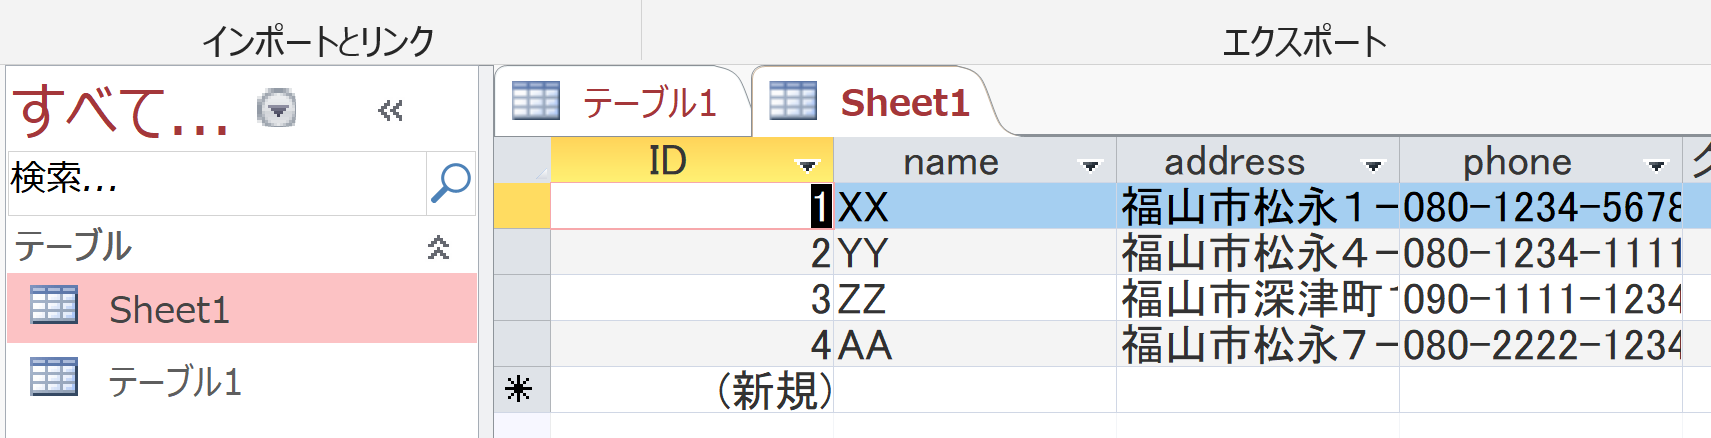 インポートとリンク エクスポート
すべて... «
検索...
テーブル
Sheet1
テーブル1
テーブル1 Sheet1
ID name address phone
1 XX 福山市松永１− 080-1234-5678
2 YY 福山市松永４− 080-1234-1111
3 ZZ 福山市深津町 090-1111-1234
4 AA 福山市松永７− 080-2222-1234
(新規)